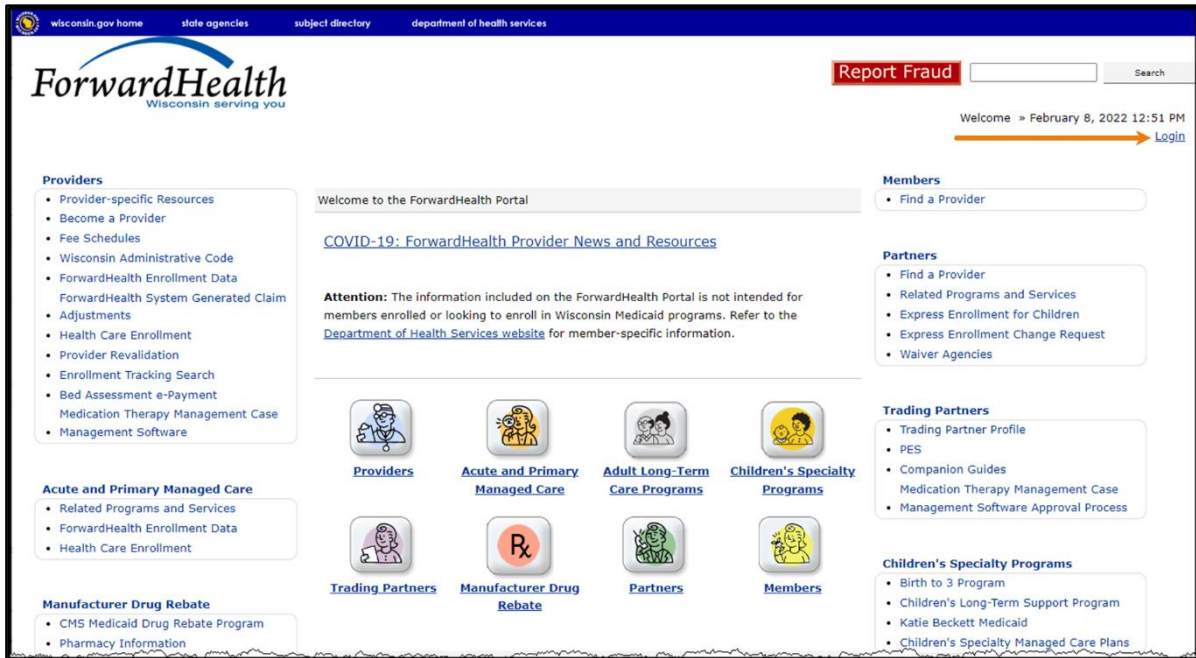 wisconsin.gov home state agencies subject directory department of health services
ForwardHealth
Wisconsin serving you
Report Fraud
Search
Welcome » February 8, 2022 12:51 PM
Login
Providers
• Provider-specific Resources
• Become a Provider
• Fee Schedules
• Wisconsin Administrative Code
• ForwardHealth Enrollment Data
ForwardHealth System Generated Claim
• Adjustments
• Health Care Enrollment
• Provider Revalidation
• Enrollment Tracking Search
• Bed Assessment e-Payment
Medication Therapy Management Case
• Management Software
Acute and Primary Managed Care
• Related Programs and Services
• ForwardHealth Enrollment Data
• Health Care Enrollment
Manufacturer Drug Rebate
• CMS Medicaid Drug Rebate Program
• Pharmacy Information
Welcome to the ForwardHealth Portal
COVID-19: ForwardHealth Provider News and Resources
Attention: The information included on the ForwardHealth Portal is not intended for
members enrolled or looking to enroll in Wisconsin Medicaid programs. Refer to the
Department of Health Services website for member-specific information.
Providers
Acute and Primary
Managed Care
Adult Long-Term
Care Programs
Children's Specialty
Programs
Trading Partners
Rx
Manufacturer Drug
Rebate
Partners
Members
Members
• Find a Provider
Partners
• Find a Provider
• Related Programs and Services
• Express Enrollment for Children
• Express Enrollment Change Request
• Waiver Agencies
Trading Partners
• Trading Partner Profile
• PES
• Companion Guides
Medication Therapy Management Case
• Management Software Approval Process
Children's Specialty Programs
• Birth to 3 Program
• Children's Long-Term Support Program
• Katie Beckett Medicaid
• Children's Specialty Managed Care Plans